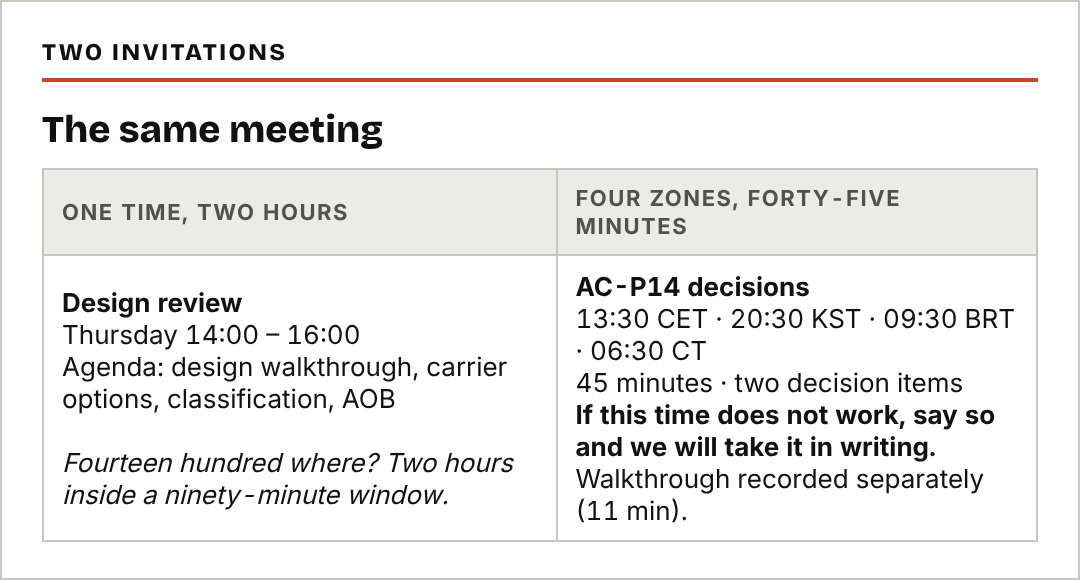 TWO INVITATIONS
The same meeting
ONE TIME, TWO HOURS
FOUR ZONES, FORTY-FIVE
MINUTES
Design review
Thursday 14:00 – 16:00
Agenda: design walkthrough, carrier
options, classification, AOB
Fourteen hundred where? Two hours
inside a ninety-minute window.
AC-P14 decisions
13:30 CET · 20:30 KST · 09:30 BRT
· 06:30 CT
45 minutes · two decision items
If this time does not work, say so
and we will take it in writing.
Walkthrough recorded separately
(11 min).